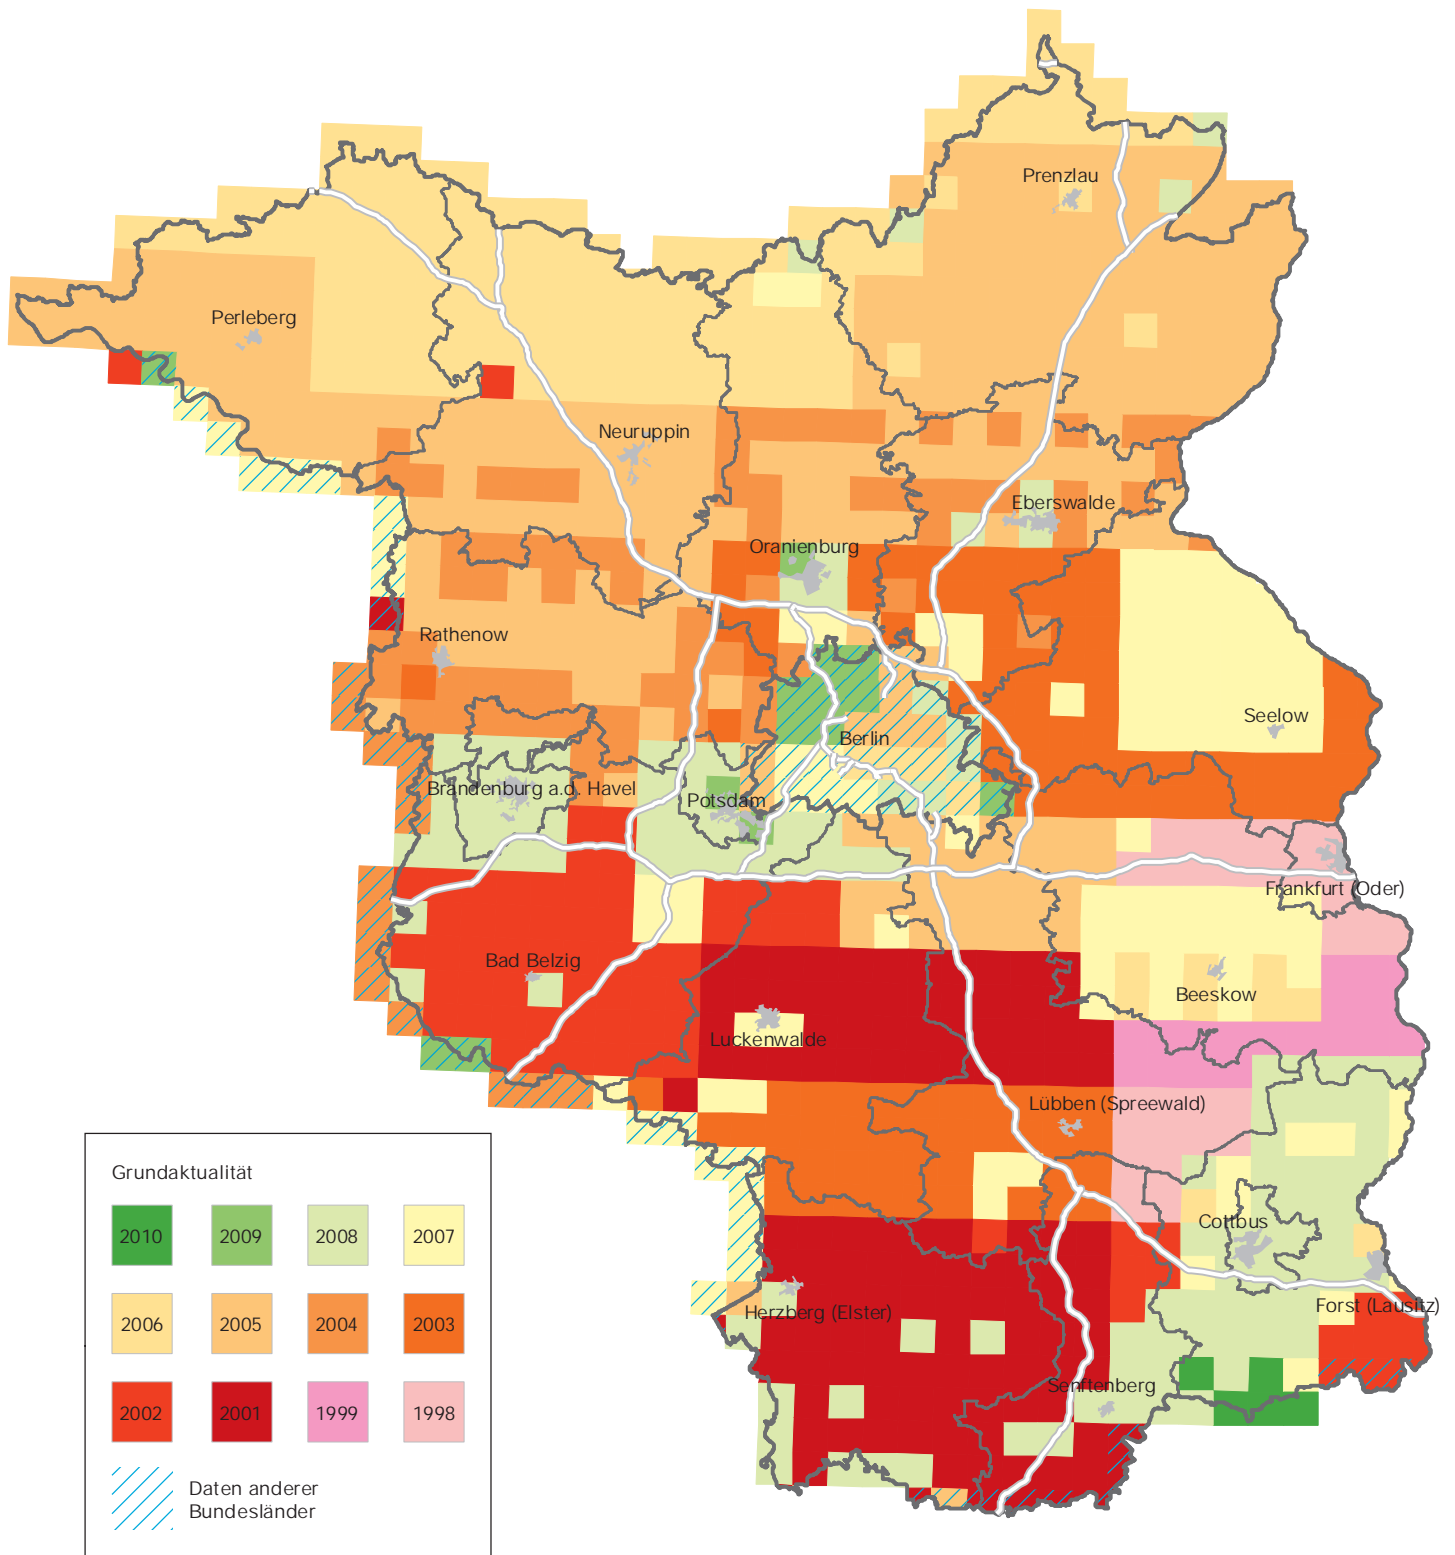 Prenzlau
Perleberg
Neuruppin
Eberswalde
Oranienburg
Rathenow
Seelow
Berlin
Brandenburg a.d. Havel
Potsdam
Frankfurt (Oder)
Bad Belzig
Beeskow
Luckenwalde
Lübben (Spreewald)
Cottbus
Herzberg (Elster)
Forst (Lausitz)
Senftenberg
Grundaktualität
2010 2009 2008 2007
2006 2005 2004 2003
2002 2001 1999 1998
Daten anderer
Bundesländer